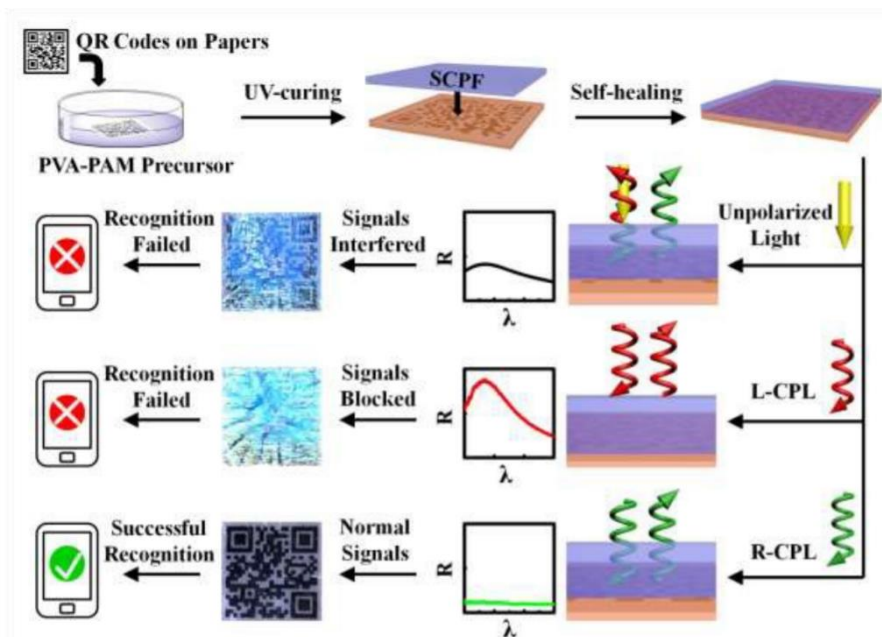 QR Codes on Papers
UV-curing
SCPF
Self-healing
PVA-PAM Precursor
Recognition
Failed
Signals
Interfered
R
λ
Unpolarized
Light
Recognition
Failed
Signals
Blocked
R
λ
L-CPL
Successful
Recognition
Normal
Signals
R
λ
R-CPL